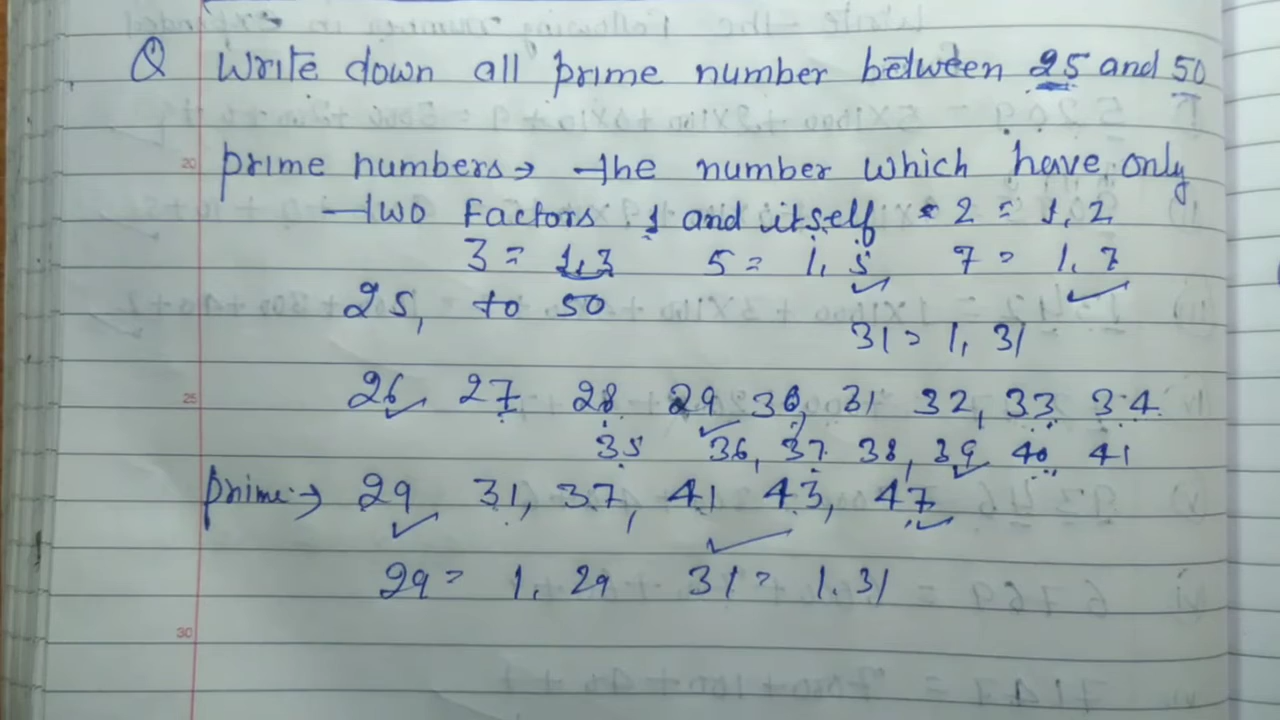 Q Write down all prime number between 25 and 50
20
prime numbers → the number which have only
two Factors 1 and itself 2 = 1, 2
3 = 1,3 5 = 1, 5 7 = 1, 7
25, to 50
31 = 1, 31
25
26 27 28 29 30, 31 32, 33 34
35 36, 37 38, 39 40 41
prime:→ 29 31, 37, 41 43, 47
29 = 1, 29 31 = 1, 31
30